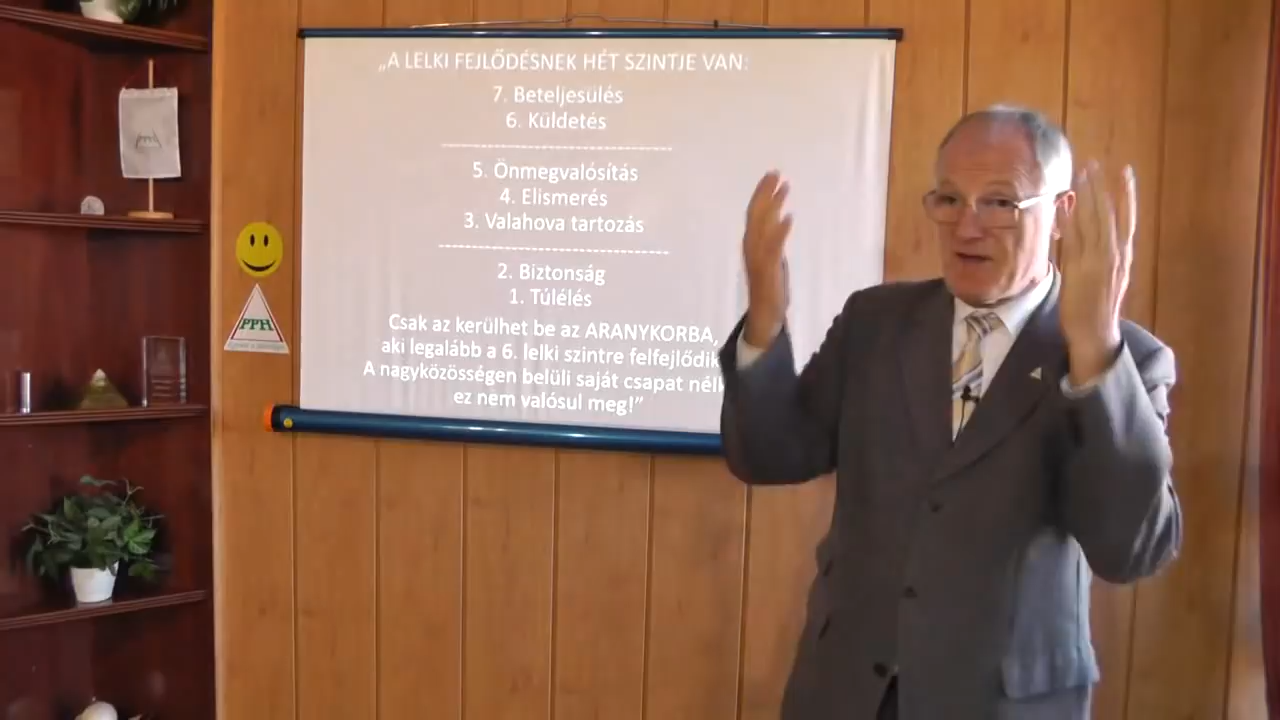 „A LELKI FEJLŐDÉSNEK HÉT SZINTJE VAN:
7. Beteljesülés
6. Küldetés
5. Önmegvalósítás
4. Elismerés
3. Valahova tartozás
2. Biztonság
1. Túlélés
Csak az kerülhet be az ARANYKORBA,
aki legalább a 6. lelki szintre felfejlődik
A nagyközösségen belüli saját csapat nélk
ez nem valósul meg!”
PPH